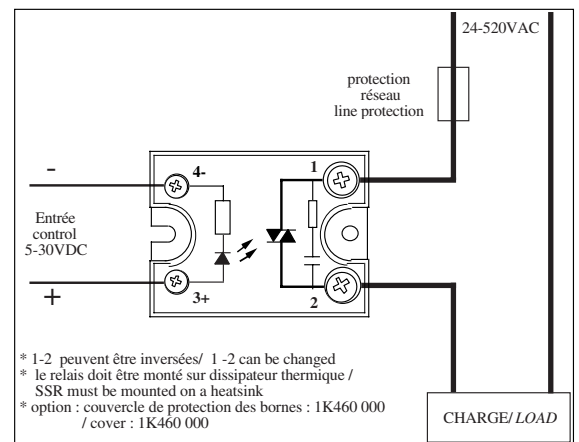 24-520VAC
protection
réseau
line protection
-
4-
1
Entrée
control
5-30VDC
+
3+
2
* 1-2 peuvent être inversées/ 1 -2 can be changed
* le relais doit être monté sur dissipateur thermique /
SSR must be mounted on a heatsink
* option : couvercle de protection des bornes : 1K460 000
/ cover : 1K460 000
CHARGE/ LOAD